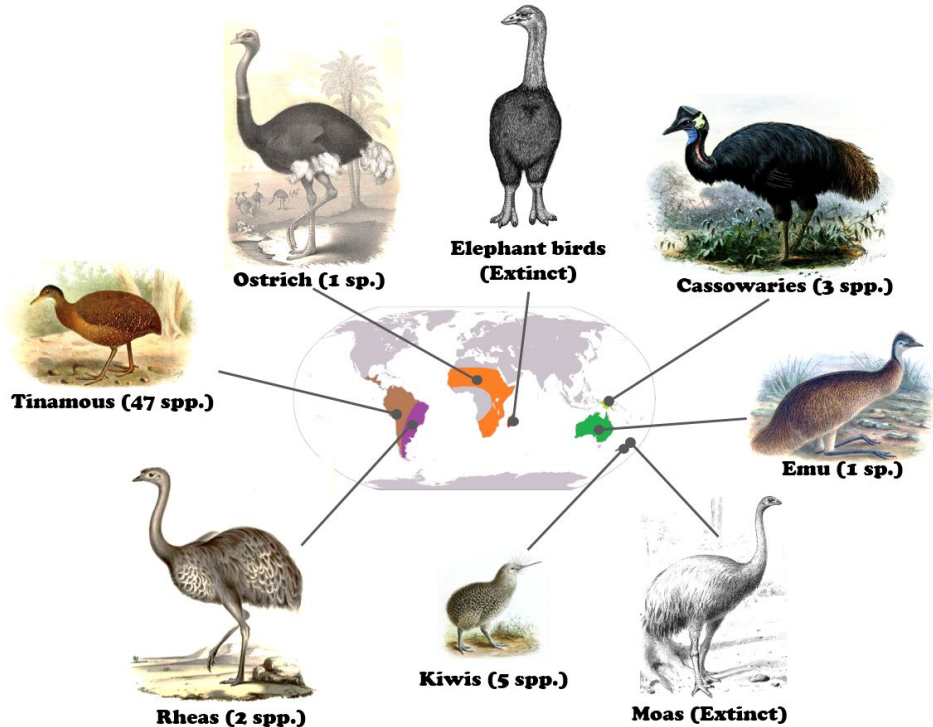 Ostrich (1 sp.)
Elephant birds
(Extinct)
Cassowaries (3 spp.)
Tinamous (47 spp.)
Emu (1 sp.)
Rheas (2 spp.)
Kiwis (5 spp.)
Moas (Extinct)